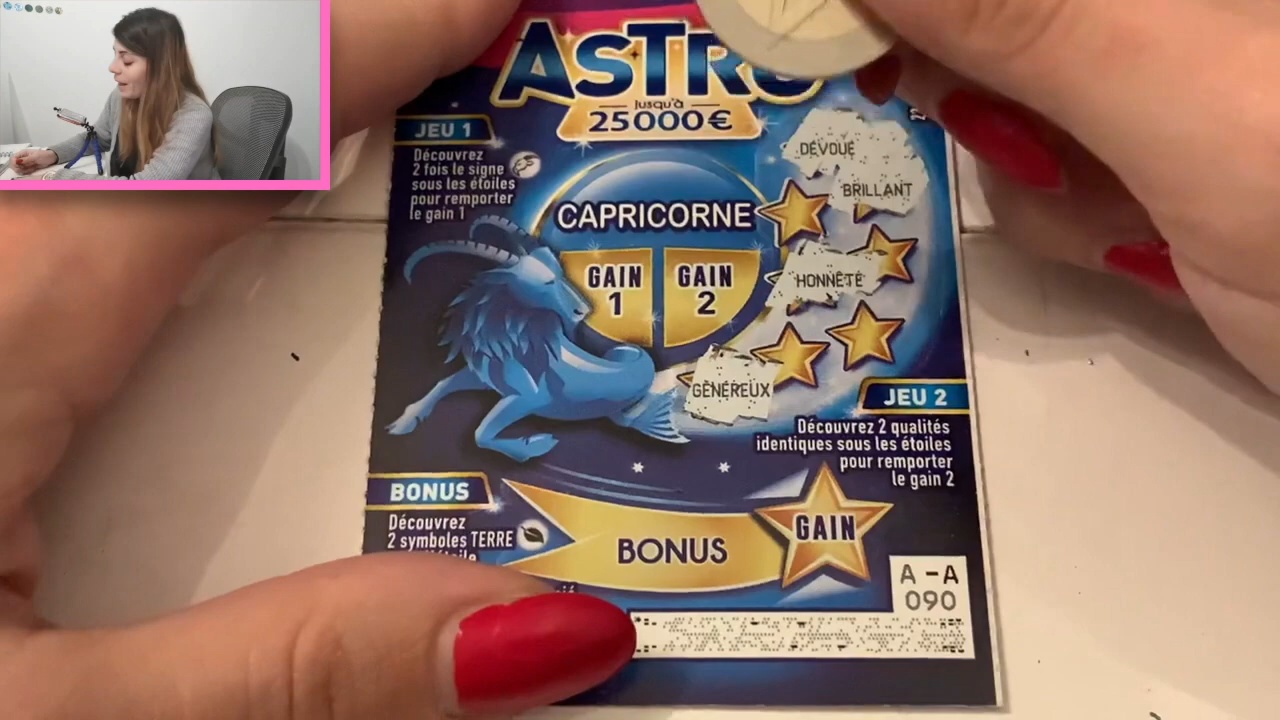 ASTRO
Jusqu'à
25000€
JEU 1
Découvrez
2 fois le signe
sous les étoiles
pour remporter
le gain 1
DÉVOUÉ
BRILLANT
CAPRICORNE
GAIN
1
GAIN
2
HONNÊTE
GÉNÉREUX
JEU 2
Découvrez 2 qualités
identiques sous les étoiles
pour remporter
le gain 2
BONUS
Découvrez
2 symboles TERRE
BONUS
GAIN
A -A
090